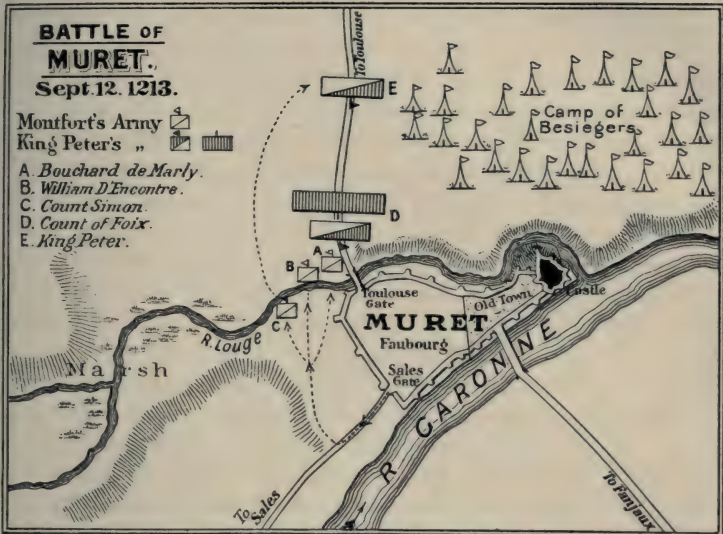 BATTLE OF
MURET.
Sept. 12. 1213.
Montfort's Army
King Peter's „
A. Bouchard de Marly.
B. William D'Encontre.
C. Count Simon.
D. Count of Foix.
E. King Peter.
To Toulouse
E
Camp of
Besiegers
D
A
B
C
Toulouse
Gate
Old Town
Castle
MURET
Faubourg
Sales
Gate
R. Louge
Marsh
R GARONNE
To Sales
To Fanjaux